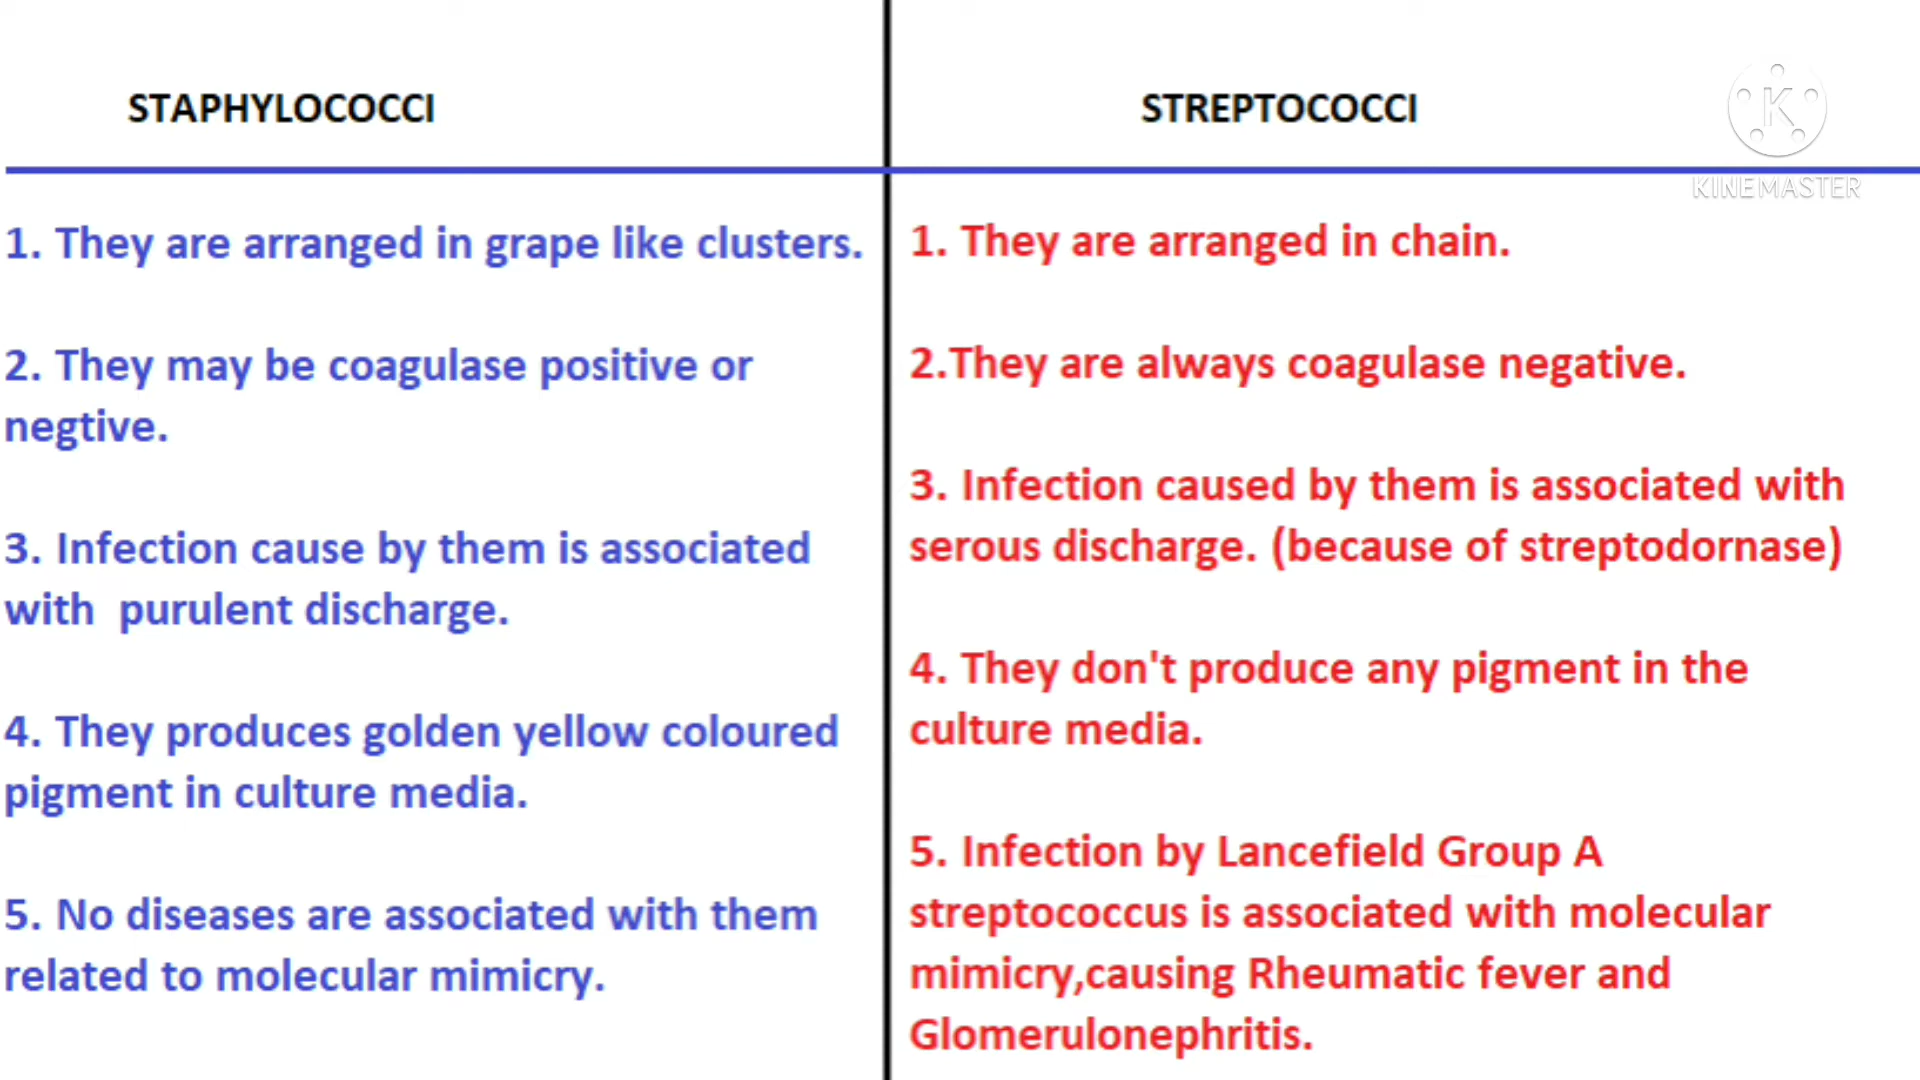 STAPHYLOCOCCI
1. They are arranged in grape like clusters.
2. They may be coagulase positive or
negtive.
3. Infection cause by them is associated
with  purulent discharge.
4. They produces golden yellow coloured
pigment in culture media.
5. No diseases are associated with them
related to molecular mimicry.
STREPTOCOCCI
1. They are arranged in chain.
2.They are always coagulase negative.
3. Infection caused by them is associated with
serous discharge. (because of streptodornase)
4. They don't produce any pigment in the
culture media.
5. Infection by Lancefield Group A
streptococcus is associated with molecular
mimicry,causing Rheumatic fever and
Glomerulonephritis.
K
KINEMASTER